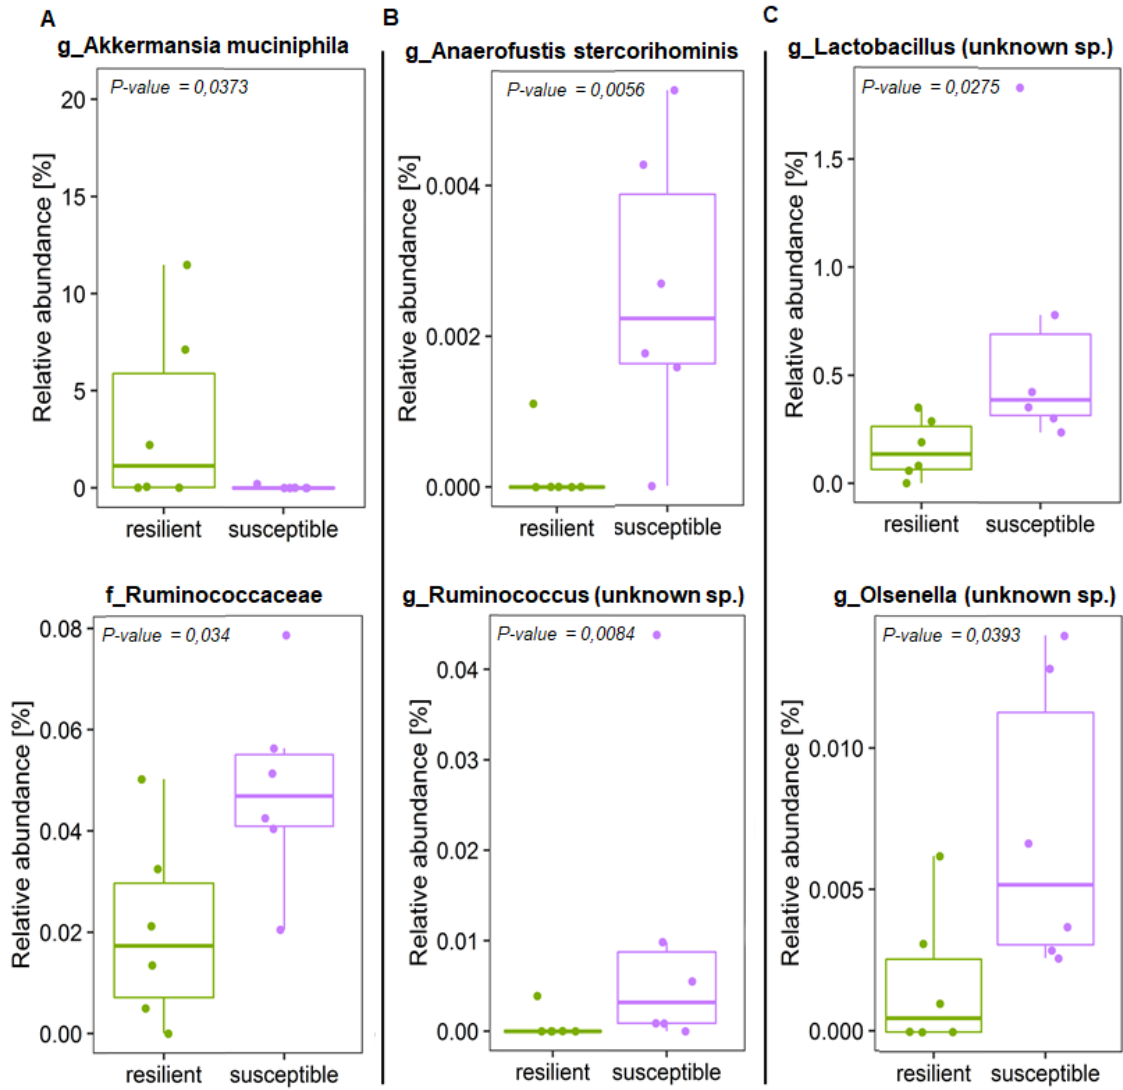 A
g_Akkermansia muciniphila
P-value = 0,0373
Relative abundance [%]
20
15
10
5
0
resilient
susceptible
f_Ruminococcaceae
P-value = 0,034
Relative abundance [%]
0.08
0.06
0.04
0.02
0.00
resilient
susceptible
B
g_Anaerofustis stercorihominis
P-value = 0,0056
Relative abundance [%]
0.004
0.002
0.000
resilient
susceptible
g_Ruminococcus (unknown sp.)
P-value = 0,0084
Relative abundance [%]
0.04
0.03
0.02
0.01
0.00
resilient
susceptible
C
g_Lactobacillus (unknown sp.)
P-value = 0,0275
Relative abundance [%]
1.5
1.0
0.5
0.0
resilient
susceptible
g_Olsenella (unknown sp.)
P-value = 0,0393
Relative abundance [%]
0.010
0.005
0.000
resilient
susceptible